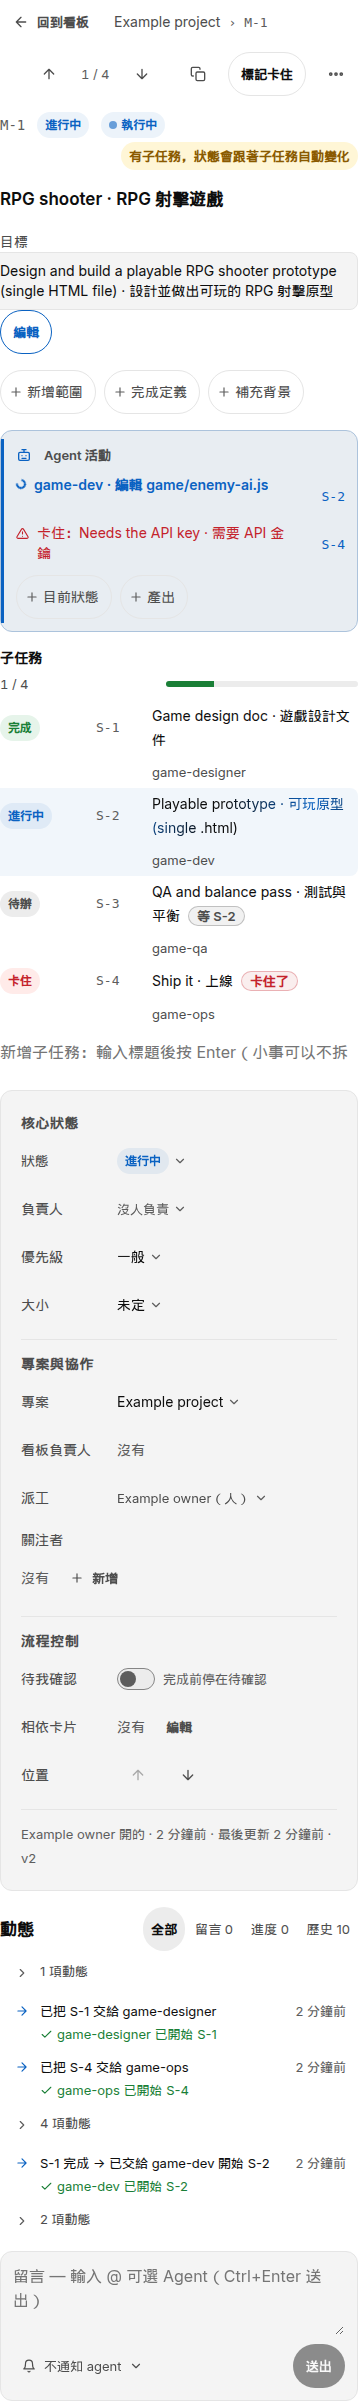 回到看板 Example project › M-1
1 / 4 標記卡住
M-1 進行中 執行中
有子任務，狀態會跟著子任務自動變化
RPG shooter · RPG 射擊遊戲
目標
Design and build a playable RPG shooter prototype
(single HTML file) · 設計並做出可玩的 RPG 射擊原型
編輯
新增範圍 完成定義 補充背景
Agent 活動
game-dev · 編輯 game/enemy-ai.js S-2
卡住：Needs the API key · 需要 API 金
鑰 S-4
目前狀態 產出
子任務
1 / 4
完成 S-1 Game design doc · 遊戲設計文
件
game-designer
進行中 S-2 Playable prototype · 可玩原型
(single .html)
game-dev
待辦 S-3 QA and balance pass · 測試與
平衡 等 S-2
game-qa
卡住 S-4 Ship it · 上線 卡住了
game-ops
新增子任務：輸入標題後按 Enter（小事可以不拆
核心狀態
狀態 進行中
負責人 沒人負責
優先級 一般
大小 未定
專案與協作
專案 Example project
看板負責人 沒有
派工 Example owner（人）
關注者
沒有 新增
流程控制
待我確認 完成前停在待確認
相依卡片 沒有 編輯
位置
Example owner 開的 · 2 分鐘前 · 最後更新 2 分鐘前 ·
v2
動態 全部 留言 0 進度 0 歷史 10
1 項動態
已把 S-1 交給 game-designer 2 分鐘前
game-designer 已開始 S-1
已把 S-4 交給 game-ops 2 分鐘前
game-ops 已開始 S-4
4 項動態
S-1 完成 → 已交給 game-dev 開始 S-2 2 分鐘前
game-dev 已開始 S-2
2 項動態
留言 — 輸入 @ 可選 Agent（Ctrl+Enter 送
出）
不通知 agent 送出